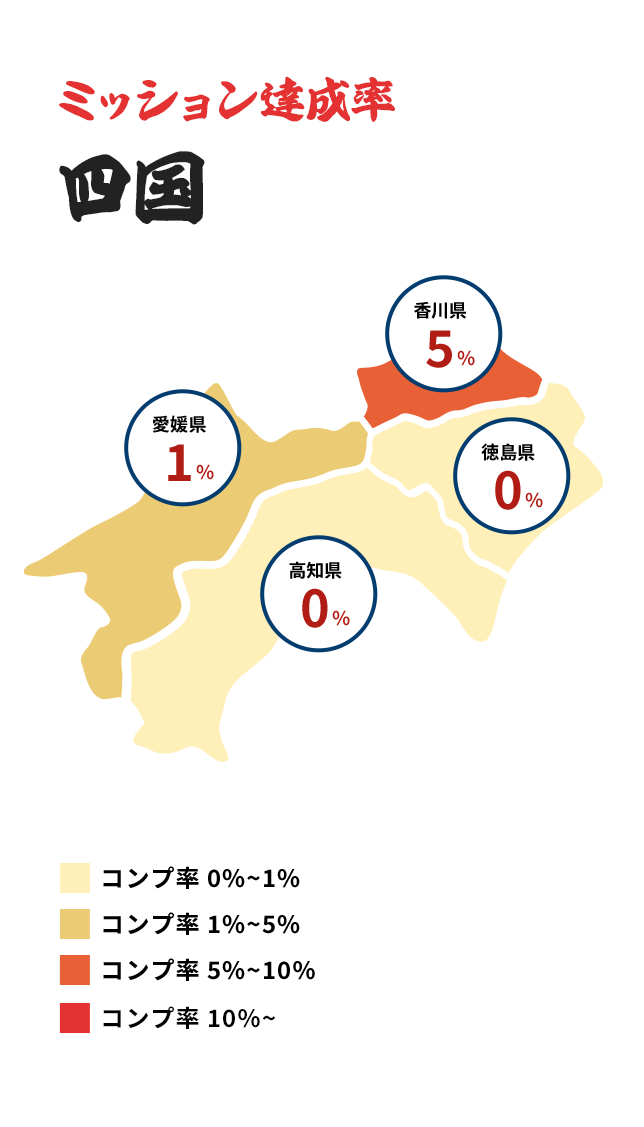 ミッション達成率
四国
香川県
5%
愛媛県
1%
徳島県
0%
高知県
0%
コンプ率 0%~1%
コンプ率 1%~5%
コンプ率 5%~10%
コンプ率 10%~